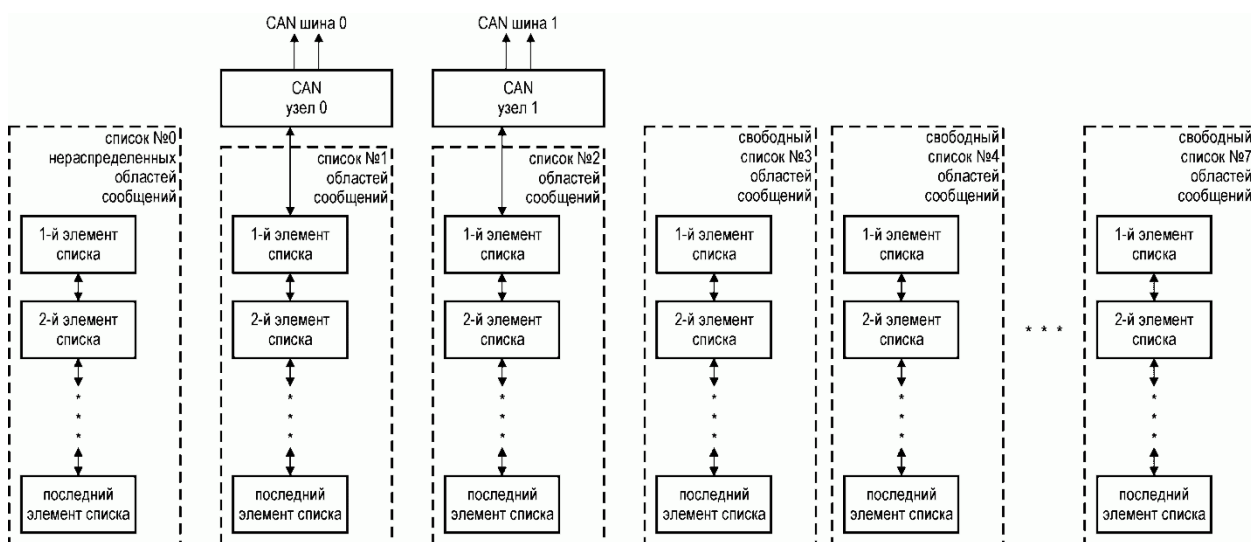 CAN шина 0
CAN шина 1
CAN
узел 0
CAN
узел 1
список №0
нераспределенных
областей
сообщений
список №1
областей
сообщений
список №2
областей
сообщений
свободный
список №3
областей
сообщений
свободный
список №4
областей
сообщений
свободный
список №7
областей
сообщений
1-й элемент
списка
1-й элемент
списка
1-й элемент
списка
1-й элемент
списка
1-й элемент
списка
1-й элемент
списка
2-й элемент
списка
2-й элемент
списка
2-й элемент
списка
2-й элемент
списка
2-й элемент
списка
* * *
2-й элемент
списка
последний
элемент списка
последний
элемент списка
последний
элемент списка
последний
элемент списка
последний
элемент списка
последний
элемент списка